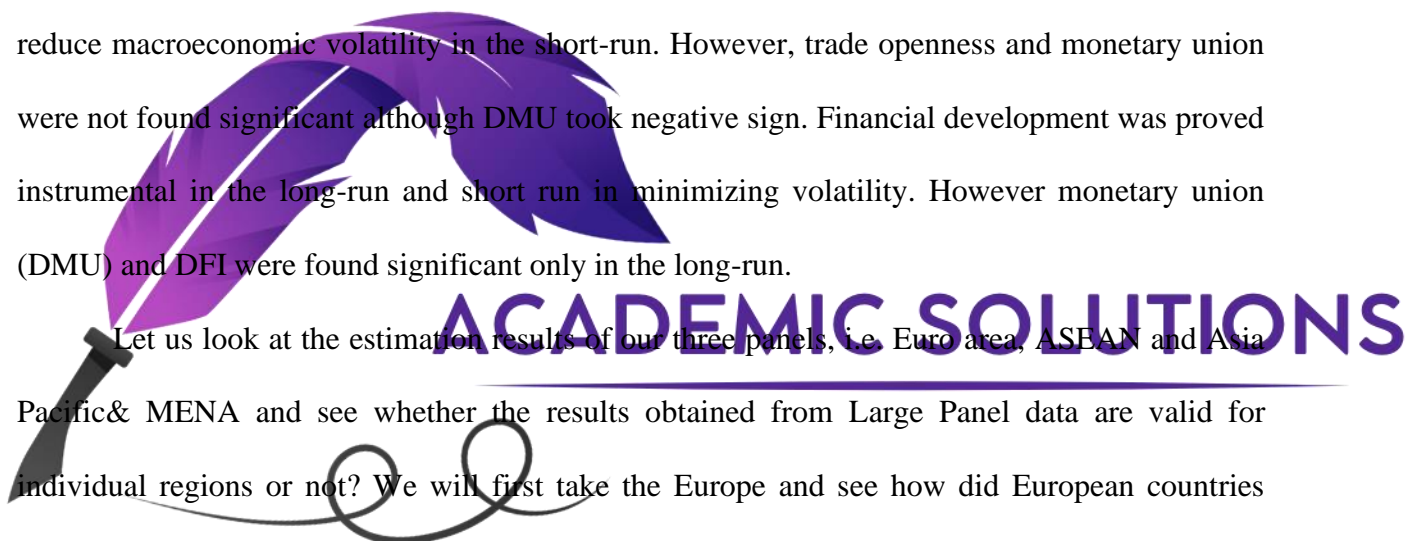 reduce macroeconomic volatility in the short-run. However, trade openness and monetary union
were not found significant although DMU took negative sign. Financial development was proved
instrumental in the long-run and short run in minimizing volatility. However monetary union
(DMU) and DFI were found significant only in the long-run.
ACADEMIC SOLUTIONS
Let us look at the estimation results of our three panels, i.e. Euro area, ASEAN and Asia
Pacific& MENA and see whether the results obtained from Large Panel data are valid for
individual regions or not? We will first take the Europe and see how did European countries